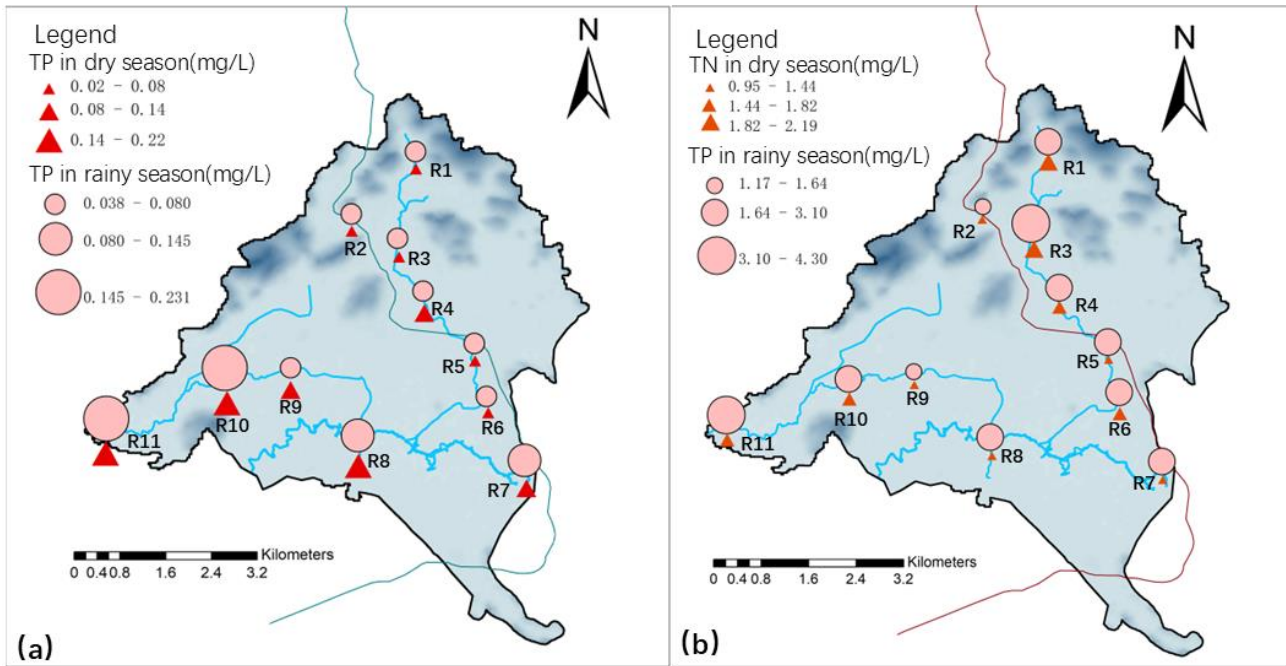 Legend
TP in dry season(mg/L)
0.02 - 0.08
0.08 - 0.14
0.14 - 0.22
TP in rainy season(mg/L)
0.038 - 0.080
0.080 - 0.145
0.145 - 0.231
N
R1
R2
R3
R4
R5
R6
R7
R8
R9
R10
R11
Kilometers
0 0.40.8 1.6 2.4 3.2
(a)
Legend
TN in dry season(mg/L)
0.95 - 1.44
1.44 - 1.82
1.82 - 2.19
TP in rainy season(mg/L)
1.17 - 1.64
1.64 - 3.10
3.10 - 4.30
N
R1
R2
R3
R4
R5
R6
R7
R8
R9
R10
R11
Kilometers
0 0.40.8 1.6 2.4 3.2
(b)